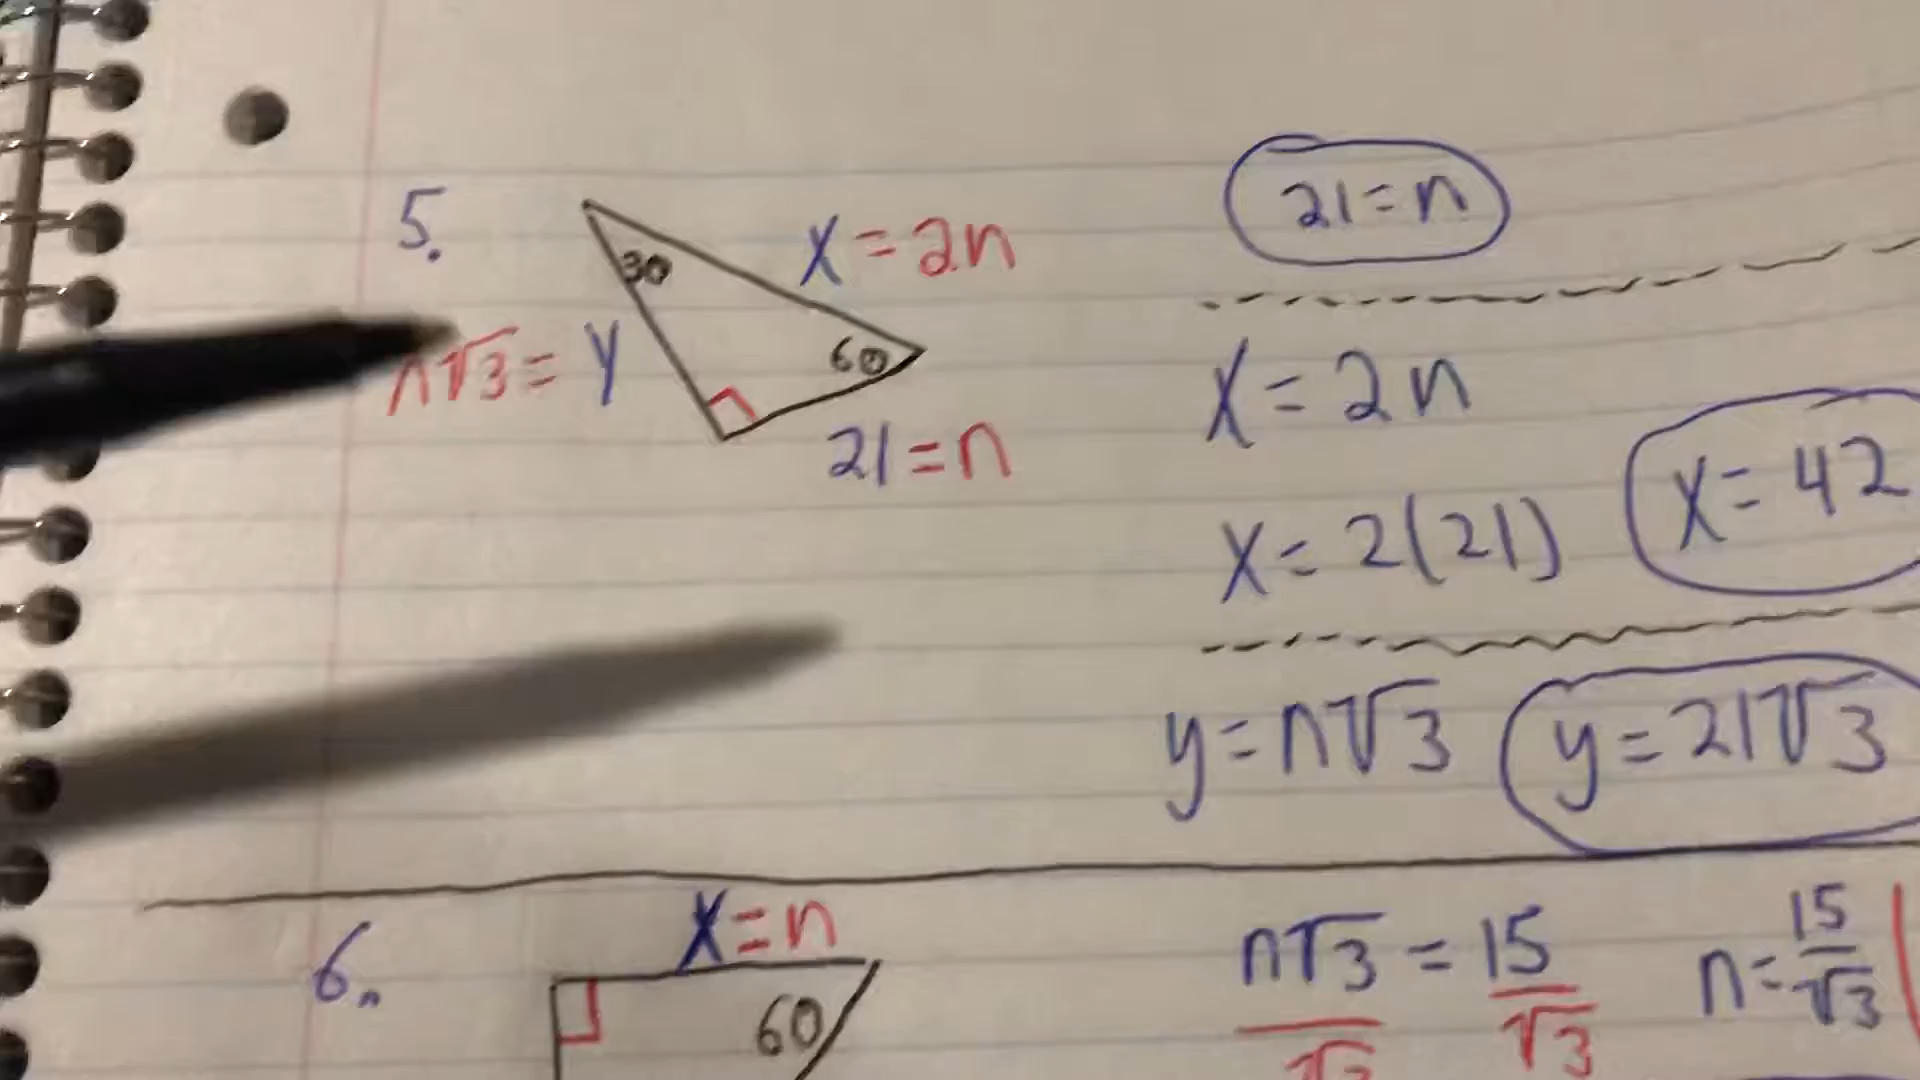 5.
30
x = 2n
n√3 = y
60
21 = n
21 = n
x = 2n
x = 2(21)
x = 42
y = n√3
y = 21√3
6.
x = n
60
n√3 = 15
√3 √3
n = 15
√3